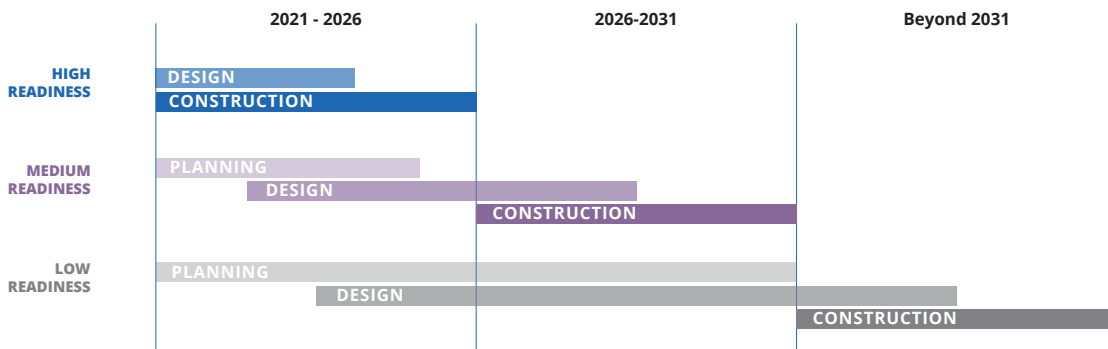 2021 - 2026
2026-2031
Beyond 2031
HIGH
READINESS
DESIGN
CONSTRUCTION
MEDIUM
READINESS
PLANNING
DESIGN
CONSTRUCTION
LOW
READINESS
PLANNING
DESIGN
CONSTRUCTION